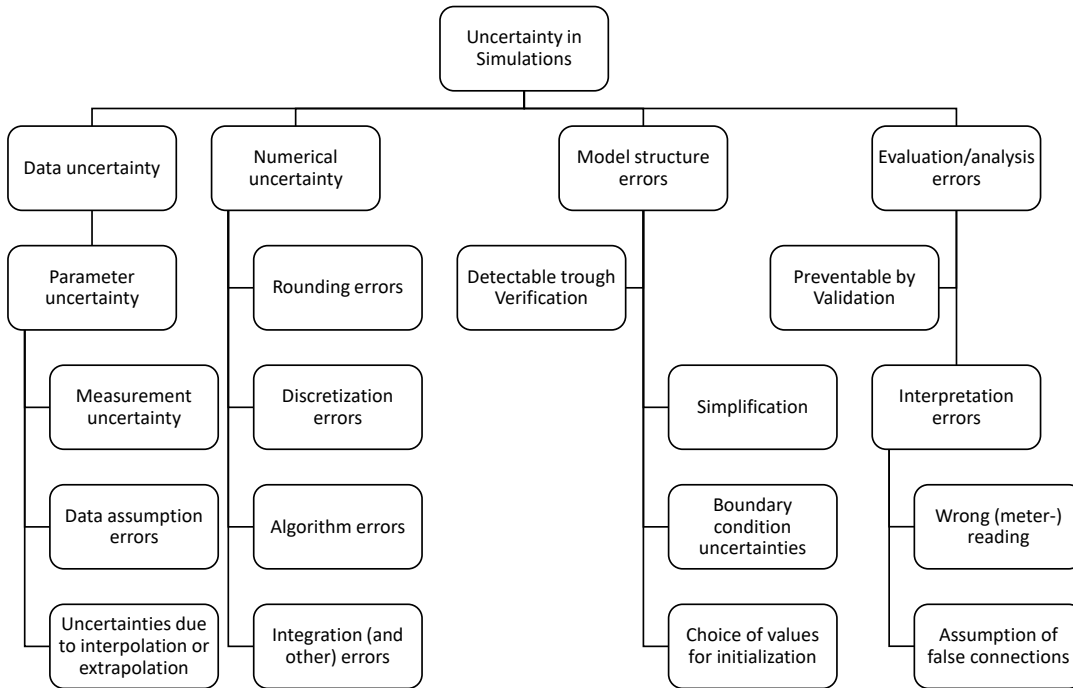 Uncertainty in
Simulations
Data uncertainty
Numerical
uncertainty
Model structure
errors
Evaluation/analysis
errors
Parameter
uncertainty
Rounding errors
Detectable trough
Verification
Preventable by
Validation
Measurement
uncertainty
Discretization
errors
Simplification
Interpretation
errors
Data assumption
errors
Algorithm errors
Boundary
condition
uncertainties
Wrong (meter-)
reading
Uncertainties due
to interpolation or
extrapolation
Integration (and
other) errors
Choice of values
for initialization
Assumption of
false connections